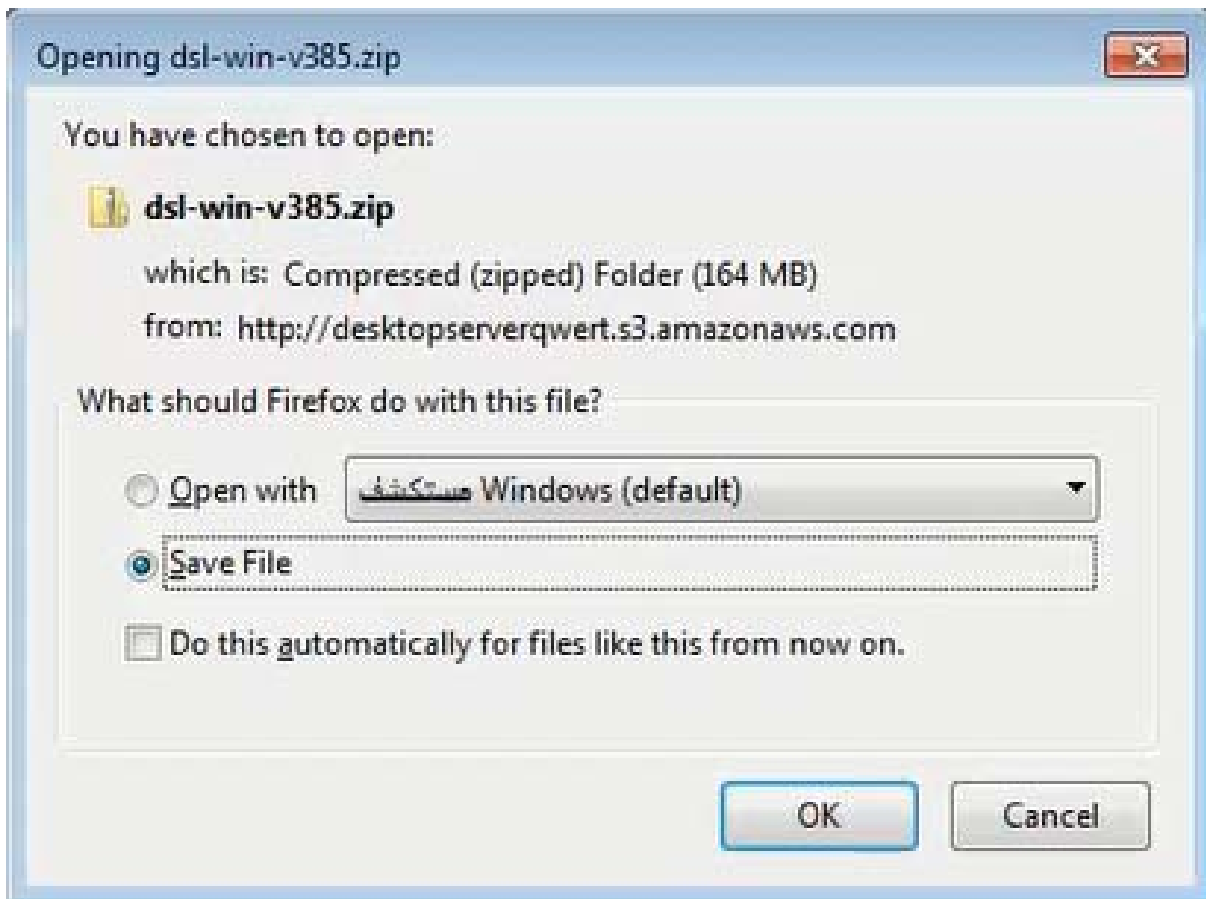 Opening dsl-win-v385.zip
You have chosen to open:
dsl-win-v385.zip
which is: Compressed (zipped) Folder (164 MB)
from: http://desktopserverqwert.s3.amazonaws.com
What should Firefox do with this file?
Open with مستكشف Windows (default)
Save File
Do this automatically for files like this from now on.
OK Cancel